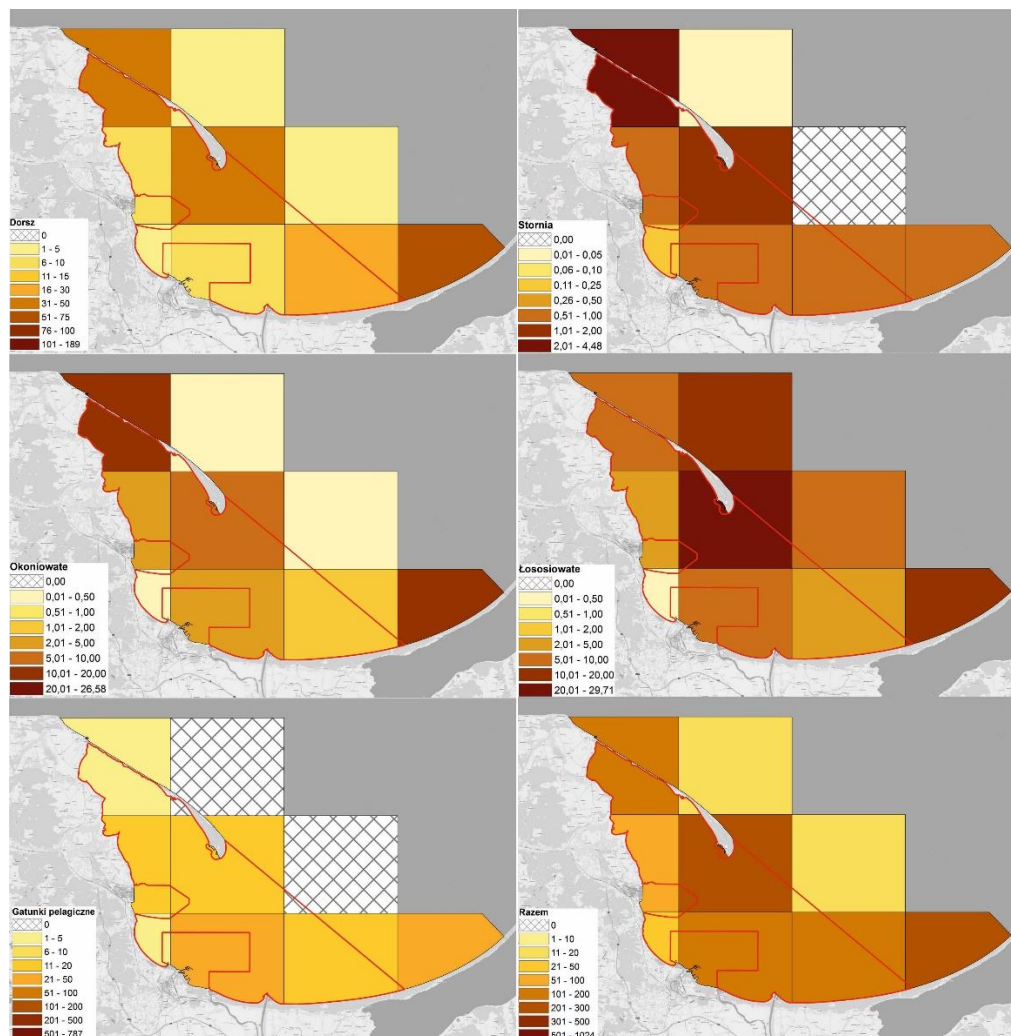 Dorsz
0
1 - 5
6 - 10
11 - 15
16 - 30
31 - 50
51 - 75
76 - 100
101 - 189
Stornia
0,00
0,01 - 0,05
0,06 - 0,10
0,11 - 0,25
0,26 - 0,50
0,51 - 1,00
1,01 - 2,00
2,01 - 4,48
Okoniowate
0,00
0,01 - 0,50
0,51 - 1,00
1,01 - 2,00
2,01 - 5,00
5,01 - 10,00
10,01 - 20,00
20,01 - 26,58
Łososiowate
0,00
0,01 - 0,50
0,51 - 1,00
1,01 - 2,00
2,01 - 5,00
5,01 - 10,00
10,01 - 20,00
20,01 - 29,71
Gatunki pelagiczne
0
1 - 5
6 - 10
11 - 20
21 - 50
51 - 100
101 - 200
201 - 500
501 - 787
Razem
0
1 - 10
11 - 20
21 - 50
51 - 100
101 - 200
201 - 300
301 - 500
501 - 1024